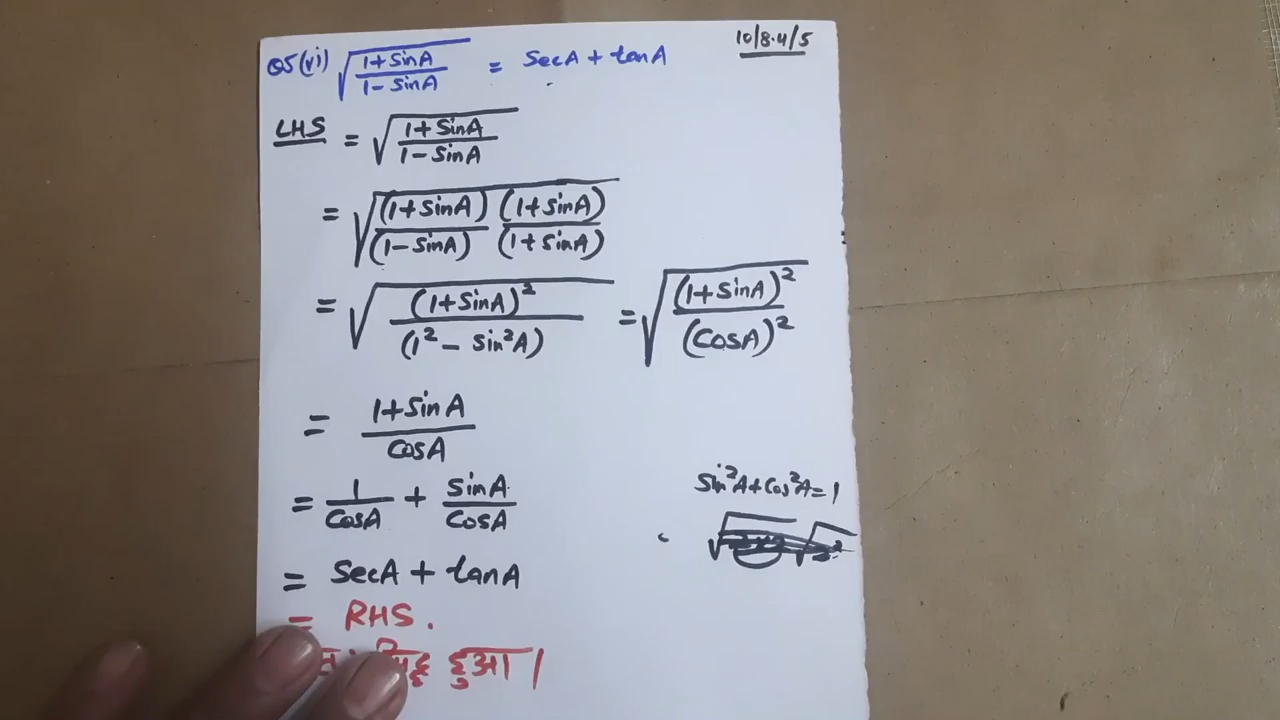 Q5(vi) √((1+SinA)/(1-SinA)) = SecA + tanA
10/8.4/5
LHS = √((1+SinA)/(1-SinA))
= √((1+SinA)(1+SinA)/(1-SinA)(1+SinA))
= √((1+SinA)²/(1²-Sin²A)) = √((1+SinA)²/(CosA)²)
= (1+SinA)/CosA
Sin²A+Cos²A=1
= 1/CosA + SinA/CosA
= SecA + tanA
= RHS.
हुआ।